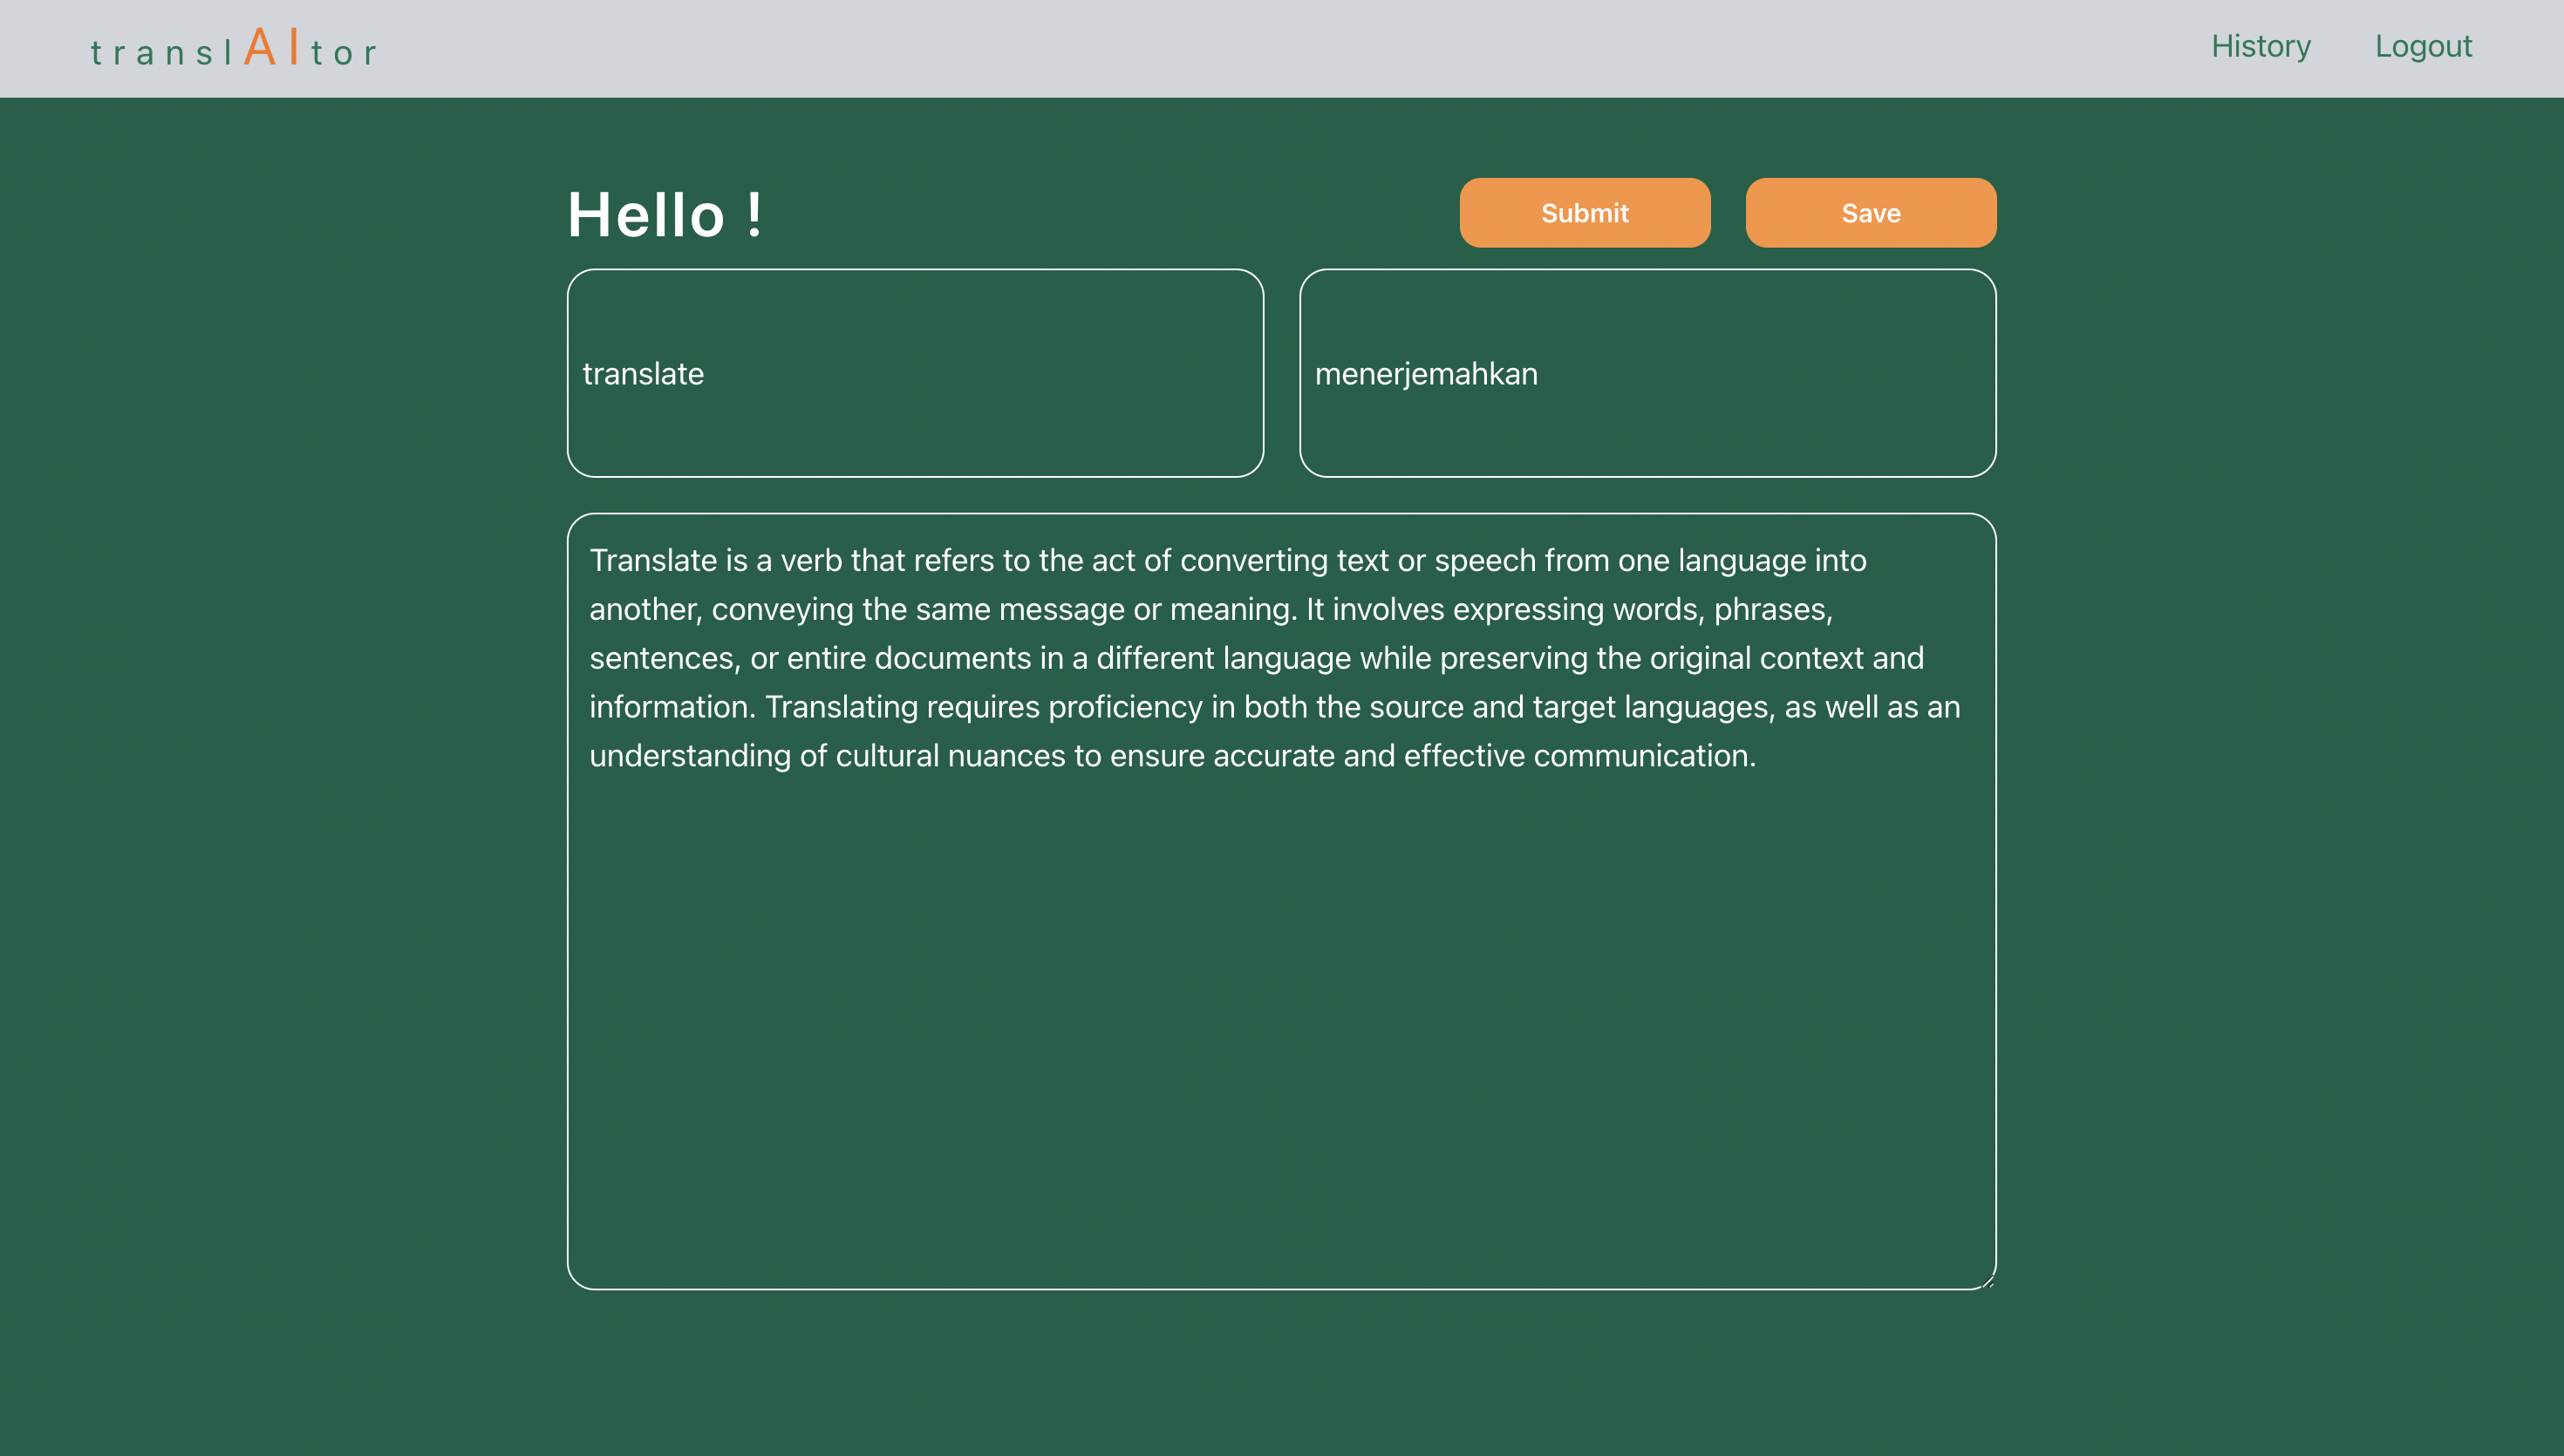 translAItor
History
Logout
Hello !
Submit
Save
translate
menerjemahkan
Translate is a verb that refers to the act of converting text or speech from one language into
another, conveying the same message or meaning. It involves expressing words, phrases,
sentences, or entire documents in a different language while preserving the original context and
information. Translating requires proficiency in both the source and target languages, as well as an
understanding of cultural nuances to ensure accurate and effective communication.